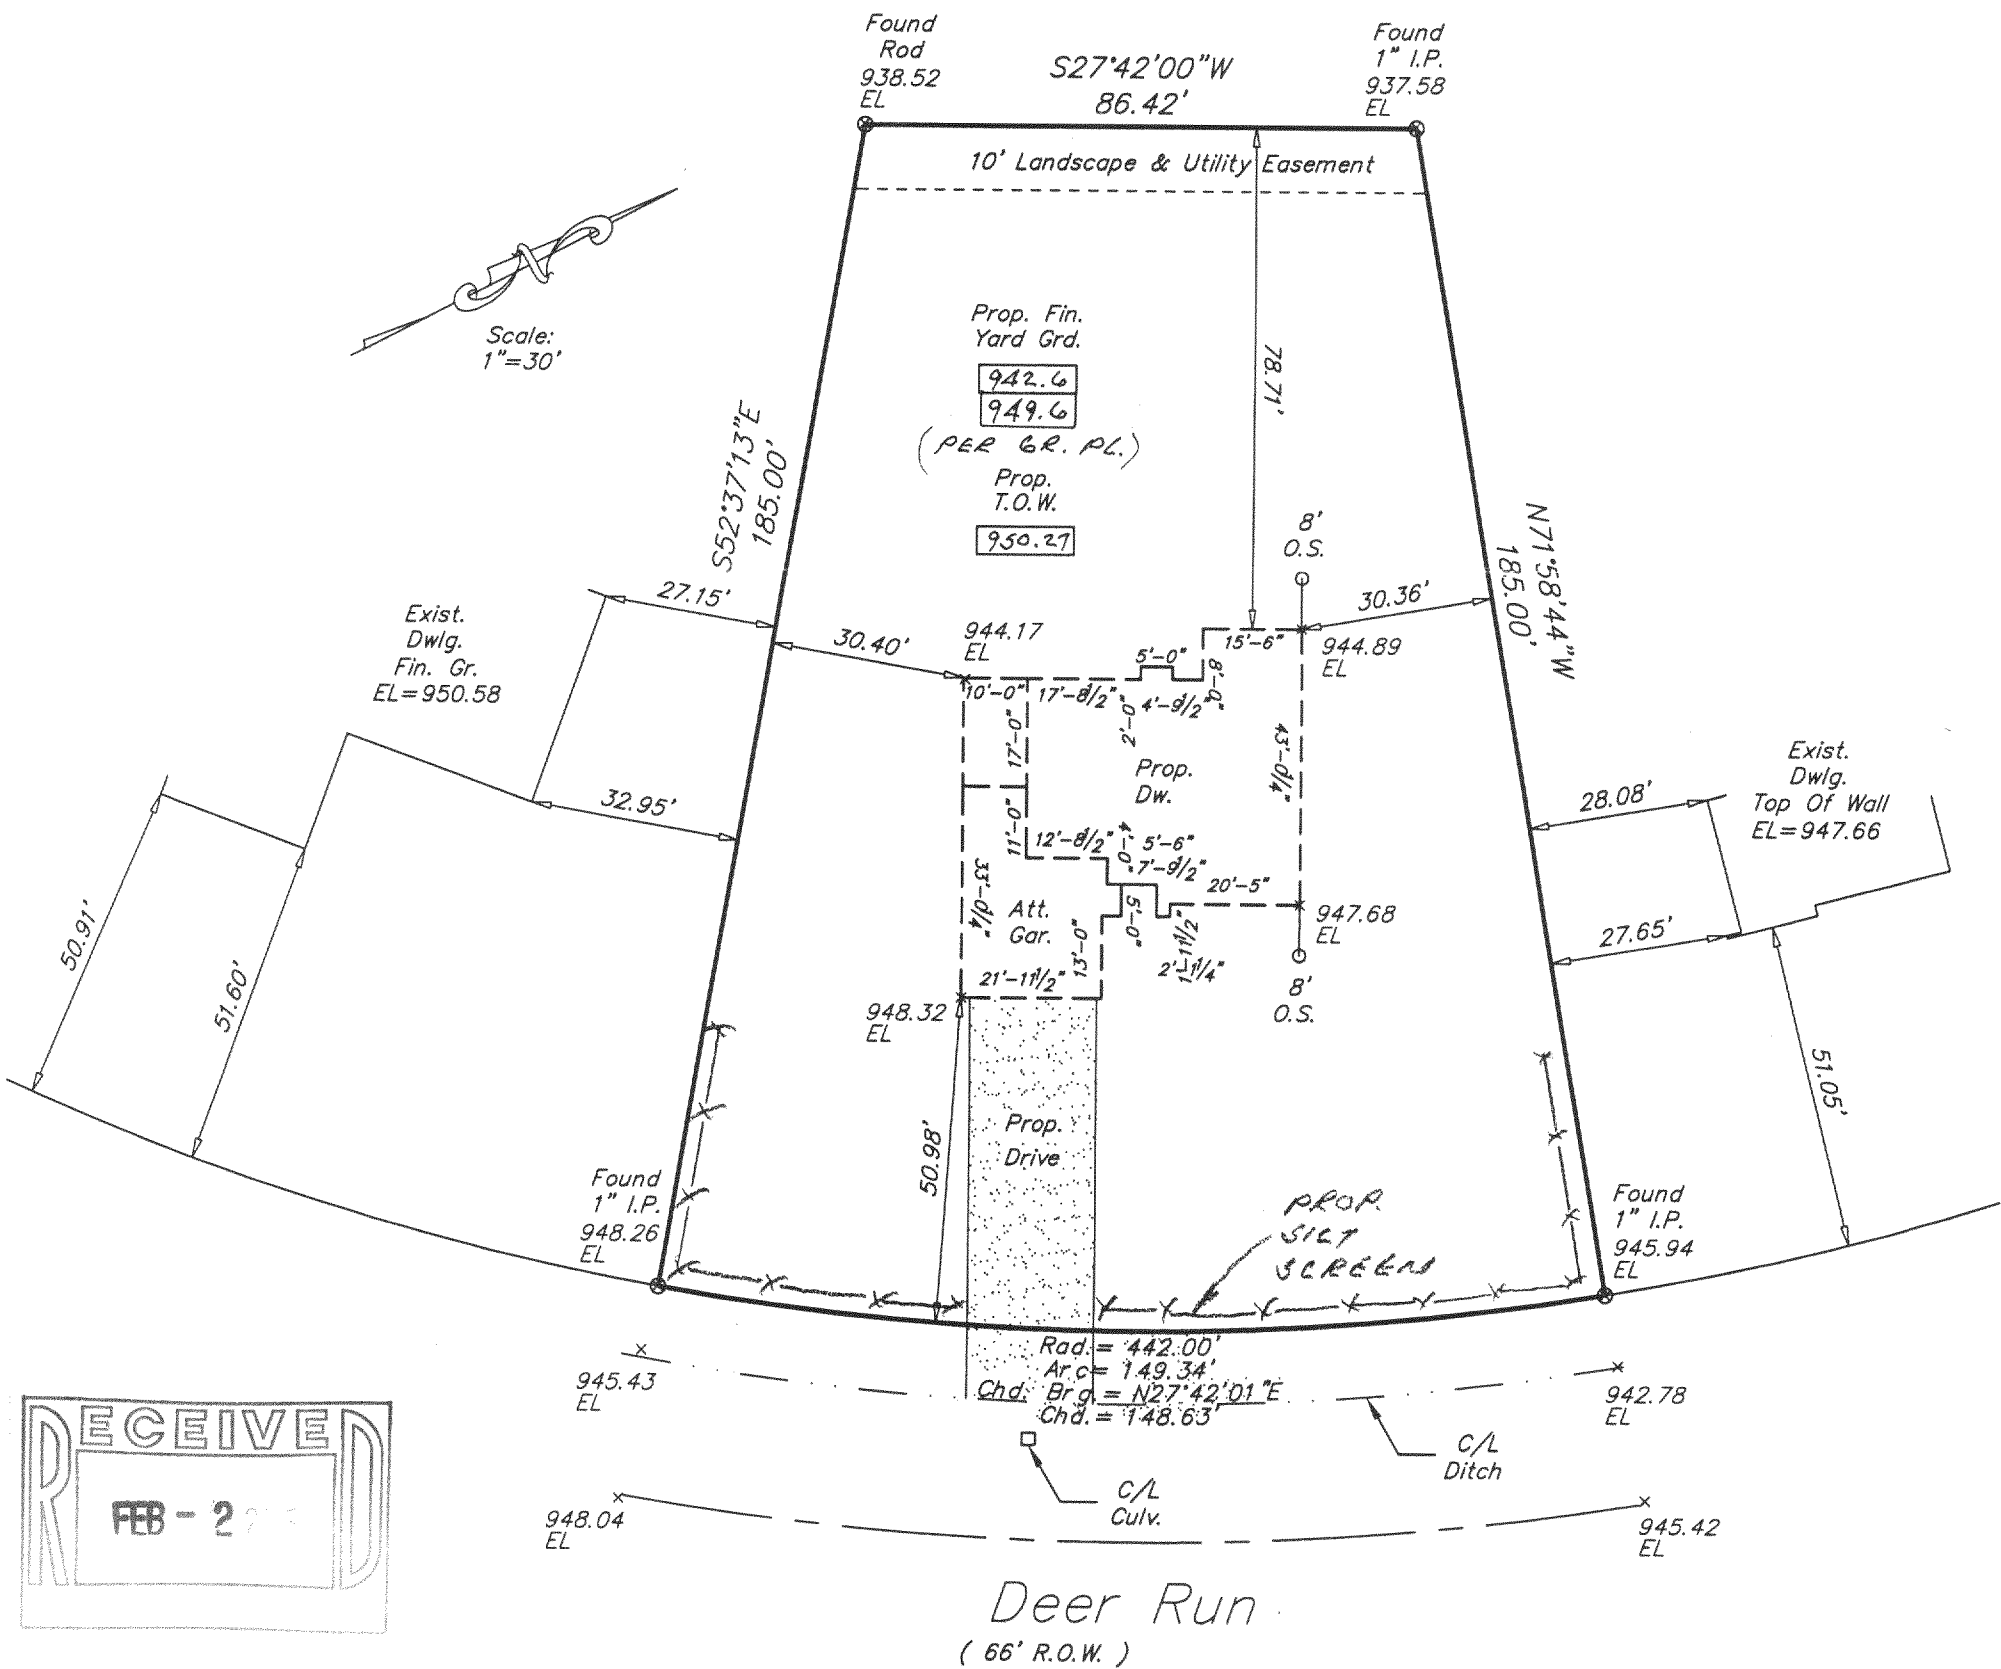 Found
Rod
938.52
EL
S27°42'00"W
86.42'
Found
1" I.P.
937.58
EL
10' Landscape & Utility Easement
Scale:
1"=30'
Prop. Fin.
Yard Grd.
942.6
949.6
(PER GR. PL.)
Prop.
T.O.W.
950.27
78.71'
S52°37'13"E
185.00'
N71°58'44"W
185.00'
8'
O.S.
27.15'
30.36'
Exist.
Dwlg.
Fin. Gr.
EL=950.58
30.40'
944.17
EL
15'-6"
944.89
EL
5'-0"
8'-0"
10'-0"
17'-8 1/2"
2'-0"
4'-9 1/2"
17'-0"
43'-0 1/4"
Prop.
Dw.
32.95'
28.08'
Exist.
Dwlg.
Top Of Wall
EL=947.66
11'-0"
12'-8 1/2"
4'-0"
5'-6"
7'-9 1/2"
20'-5"
33'-0 1/4"
Att.
Gar.
13'-0"
5'-0"
1'-11 1/2"
2'-1 1/4"
947.68
EL
27.65'
50.91'
51.60'
21'-11 1/2"
8'
O.S.
948.32
EL
51.05'
50.98'
Prop.
Drive
Found
1" I.P.
948.26
EL
PROP.
SILT
SCREENS
Found
1" I.P.
945.94
EL
Rad.= 442.00'
Arc= 149.34'
Chd. Brg.= N27°42'01"E
Chd.= 148.63'
945.43
EL
942.78
EL
C/L
Ditch
C/L
Culv.
948.04
EL
945.42
EL
RECEIVED
FEB - 2
Deer Run
( 66' R.O.W. )